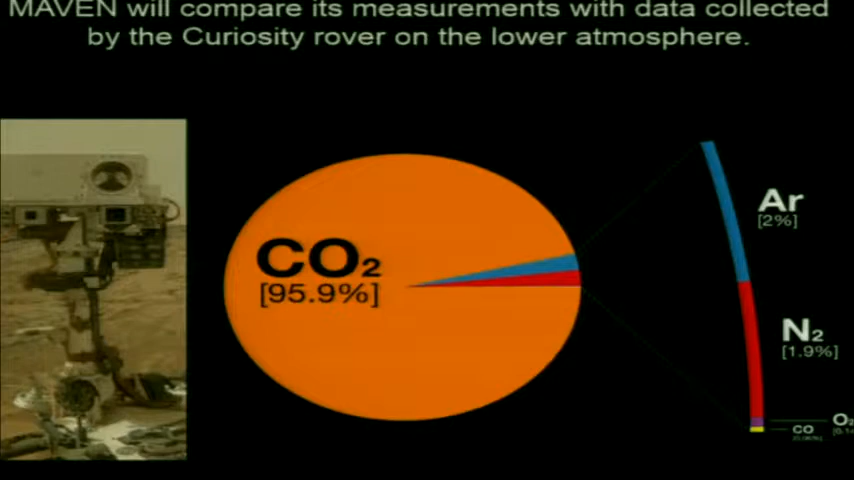 MAVEN will compare its measurements with data collected
by the Curiosity rover on the lower atmosphere.
CO₂
[95.9%]
Ar
[2%]
N₂
[1.9%]
O₂
CO